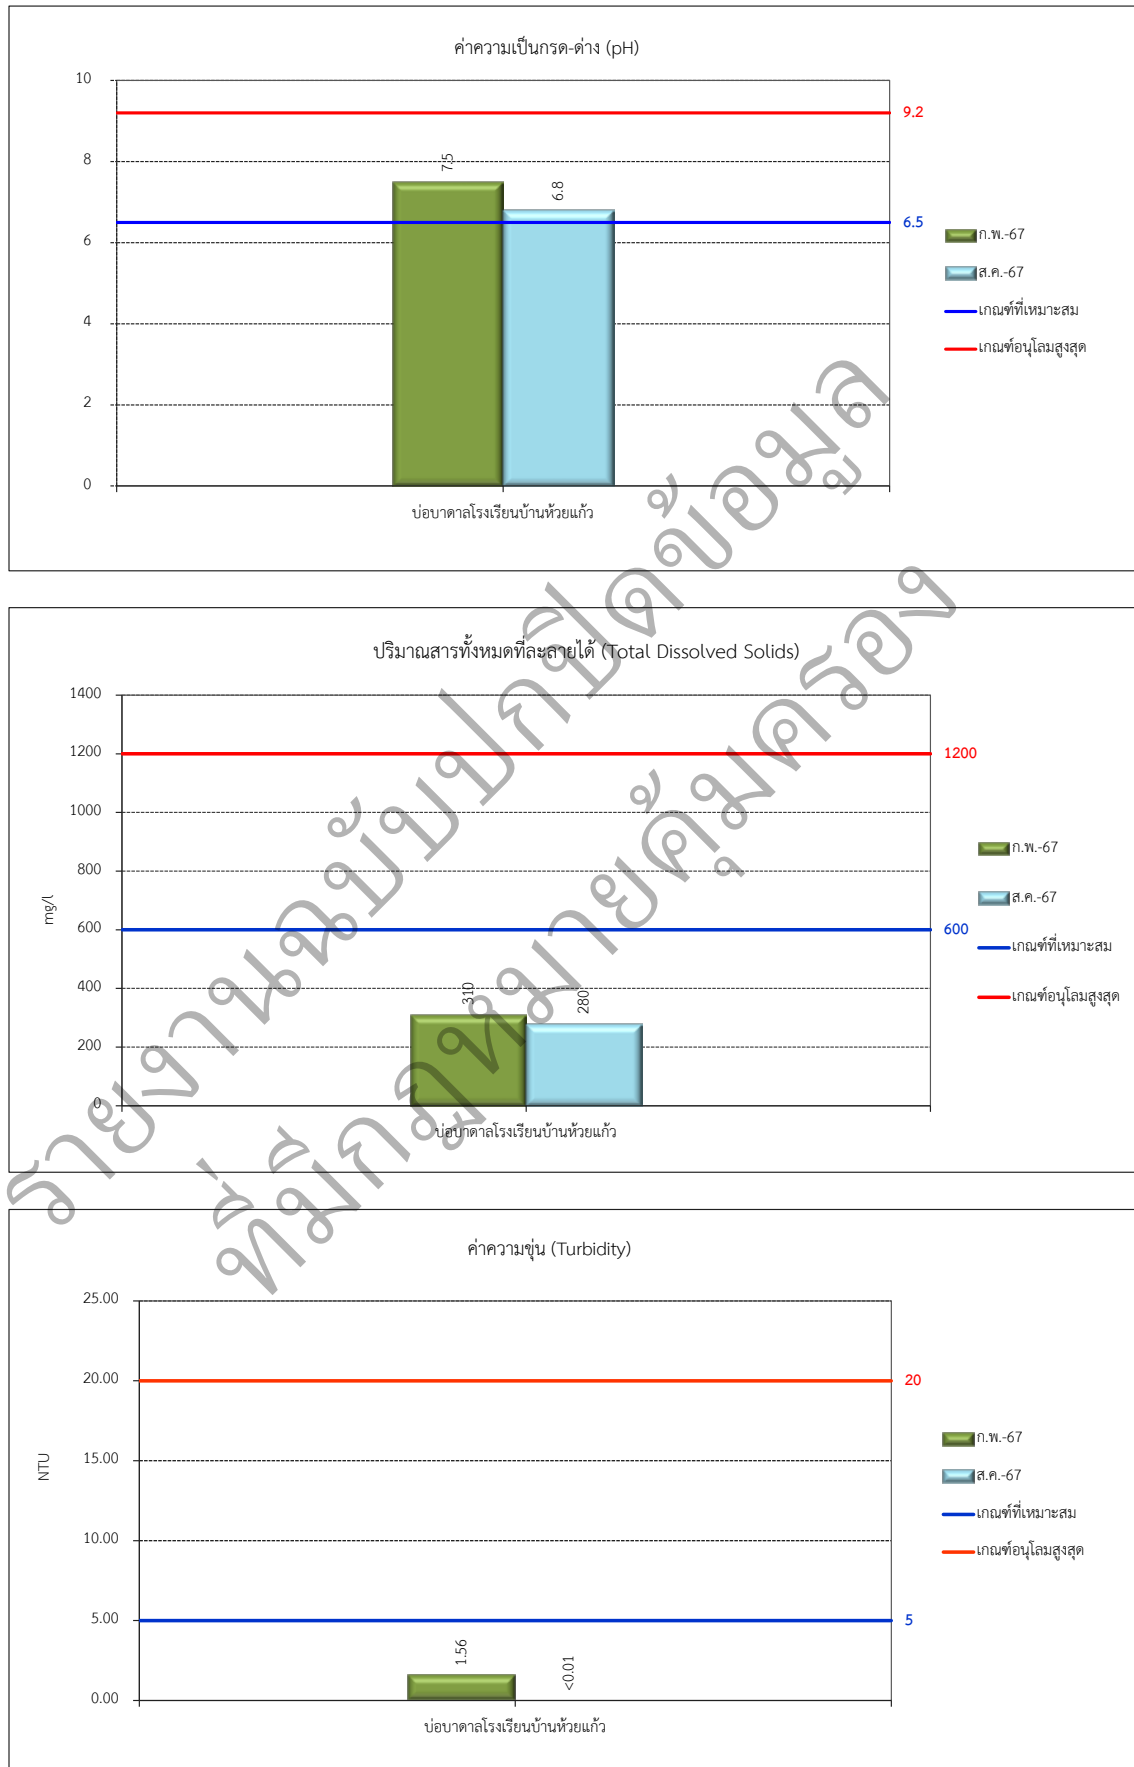 ค่าความเป็นกรด-ด่าง (pH)
10
8
6
4
2
0
9.2
6.5
7.5
6.8
บ่อบาดาลโรงเรียนบ้านห้วยแก้ว
ก.พ.-67
ส.ค.-67
เกณฑ์ที่เหมาะสม
เกณฑ์อนุโลมสูงสุด
ปริมาณสารทั้งหมดที่ละลายได้ (Total Dissolved Solids)
mg/l
1400
1200
1000
800
600
400
200
0
1200
600
310
280
บ่อบาดาลโรงเรียนบ้านห้วยแก้ว
ก.พ.-67
ส.ค.-67
เกณฑ์ที่เหมาะสม
เกณฑ์อนุโลมสูงสุด
ค่าความขุ่น (Turbidity)
NTU
25.00
20.00
15.00
10.00
5.00
0.00
20
5
1.56
<0.01
บ่อบาดาลโรงเรียนบ้านห้วยแก้ว
ก.พ.-67
ส.ค.-67
เกณฑ์ที่เหมาะสม
เกณฑ์อนุโลมสูงสุด
รายงานฉบับปกปิดข้อมูล
ที่มีกฎหมายคุ้มครอง